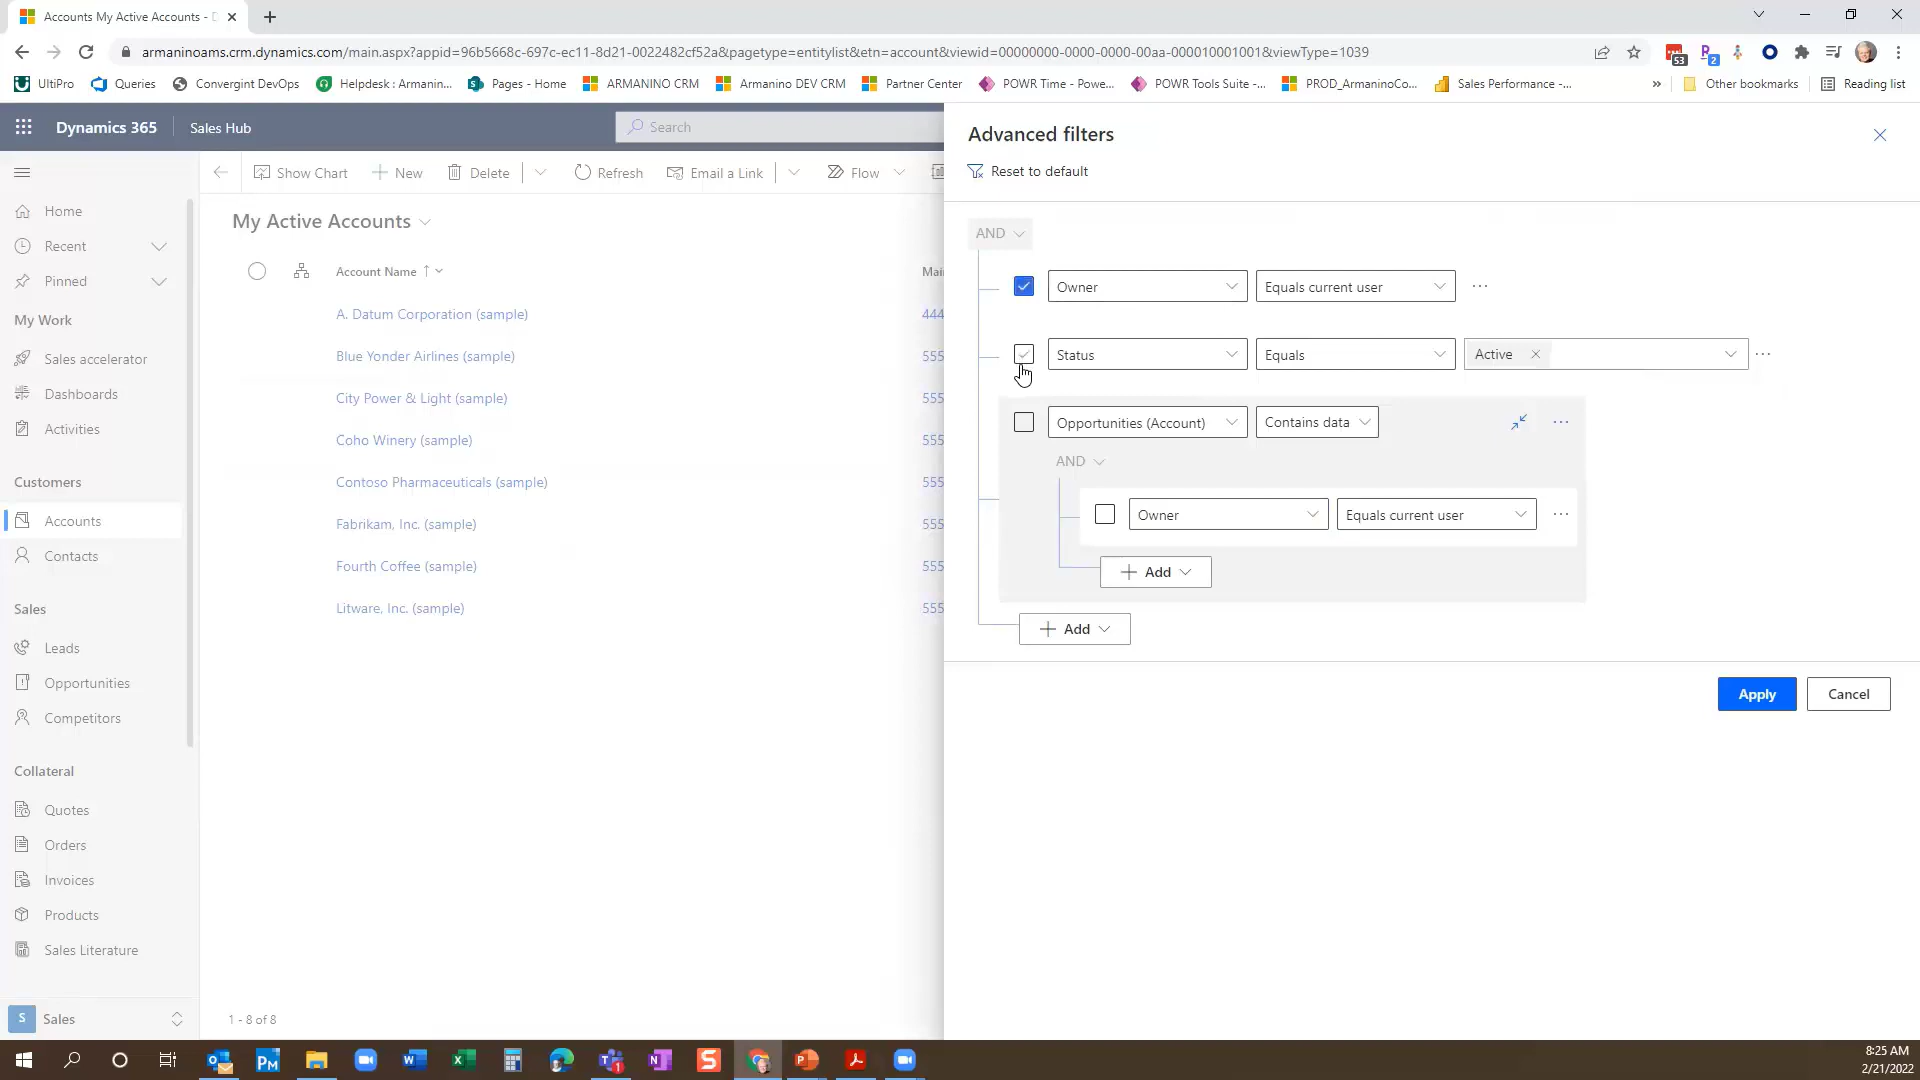 Accounts My Active Accounts - D
armaninoams.crm.dynamics.com/main.aspx?appid=96b5668c-697c-ec11-8d21-0022482cf52a&pagetype=entitylist&etn=account&viewid=00000000-0000-0000-00aa-000010001001&viewType=1039
53
2
UltiPro
Queries
Convergint DevOps
Helpdesk : Armanin...
Pages - Home
ARMANINO CRM
Armanino DEV CRM
Partner Center
POWR Time - Powe...
POWR Tools Suite -...
PROD_ArmaninoCo...
Sales Performance -...
»
Other bookmarks
Reading list
Dynamics 365
Sales Hub
Search
Home
Recent
Pinned
My Work
Sales accelerator
Dashboards
Activities
Customers
Accounts
Contacts
Sales
Leads
Opportunities
Competitors
Collateral
Quotes
Orders
Invoices
Products
Sales Literature
S
Sales
Show Chart
New
Delete
Refresh
Email a Link
Flow
My Active Accounts
Account Name
Mai
A. Datum Corporation (sample)
444
Blue Yonder Airlines (sample)
555
City Power & Light (sample)
555
Coho Winery (sample)
555
Contoso Pharmaceuticals (sample)
555
Fabrikam, Inc. (sample)
555
Fourth Coffee (sample)
555
Litware, Inc. (sample)
555
1 - 8 of 8
Advanced filters
Reset to default
AND
Owner
Equals current user
...
Status
Equals
Active
...
Opportunities (Account)
Contains data
...
AND
Owner
Equals current user
...
Add
Add
Apply
Cancel
PM
1
8:25 AM
2/21/2022